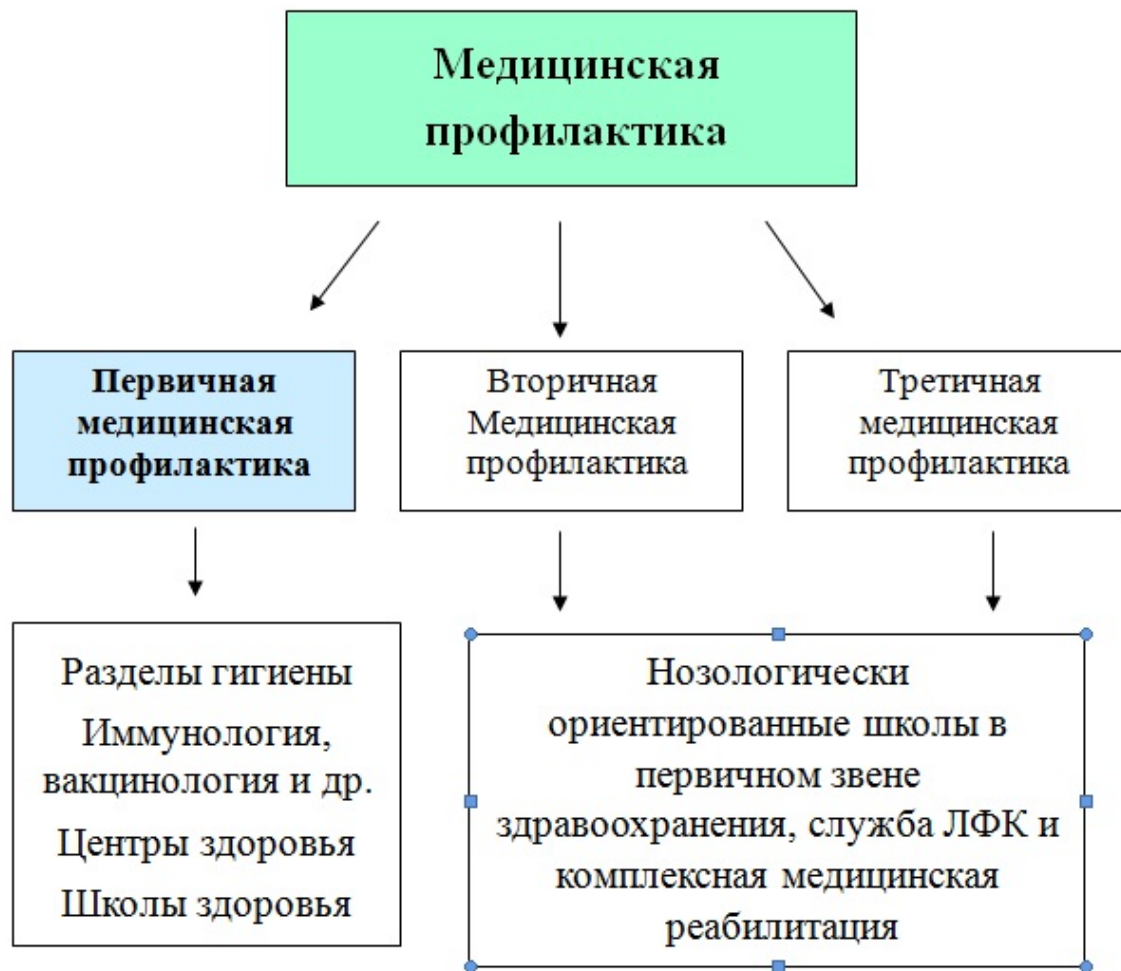 Медицинская
профилактика
Первичная
медицинская
профилактика
Вторичная
Медицинская
профилактика
Третичная
медицинская
профилактика
Разделы гигиены
Иммунология,
вакцинология и др.
Центры здоровья
Школы здоровья
Нозологически
ориентированные школы в
первичном звене
здравоохранения, служба ЛФК и
комплексная медицинская
реабилитация